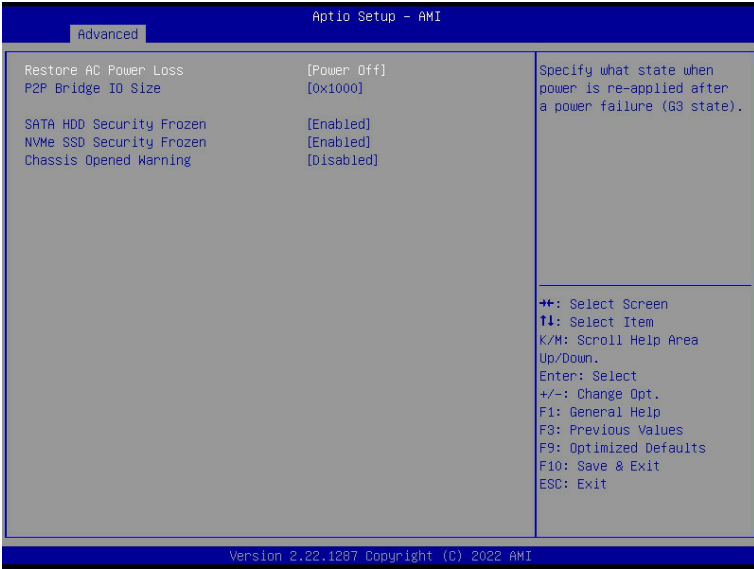 Aptio Setup – AMI
Advanced
Restore AC Power Loss [Power Off]
P2P Bridge IO Size [0x1000]
SATA HDD Security Frozen [Enabled]
NVMe SSD Security Frozen [Enabled]
Chassis Opened Warning [Disabled]
Specify what state when
power is re-applied after
a power failure (G3 state).
→←: Select Screen
↑↓: Select Item
K/M: Scroll Help Area
Up/Down.
Enter: Select
+/-: Change Opt.
F1: General Help
F3: Previous Values
F9: Optimized Defaults
F10: Save & Exit
ESC: Exit
Version 2.22.1287 Copyright (C) 2022 AMI